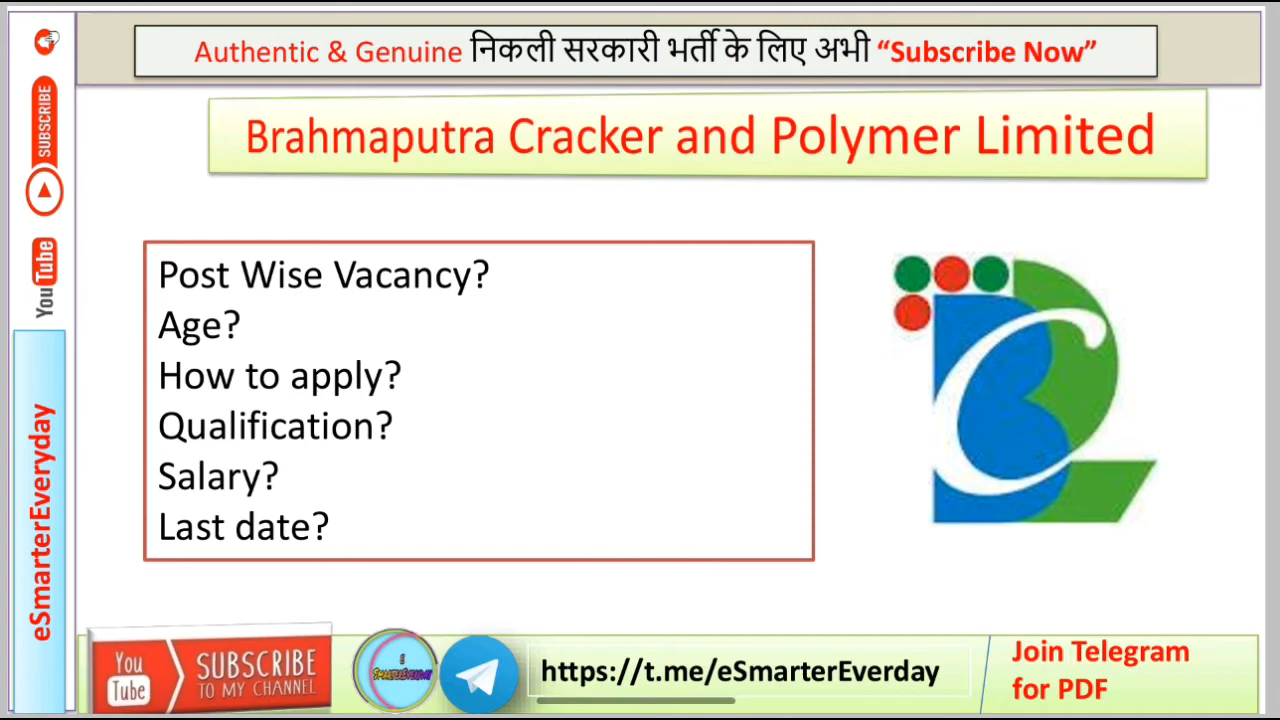 Authentic & Genuine निकली सरकारी भर्ती के लिए अभी “Subscribe Now”
Brahmaputra Cracker and Polymer Limited
SUBSCRIBE
YouTube
eSmarterEveryday
Post Wise Vacancy?
Age?
How to apply?
Qualification?
Salary?
Last date?
You Tube
SUBSCRIBE
TO MY CHANNEL
E
SMARTEREVERYDAY
https://t.me/eSmarterEverday
Join Telegram
for PDF